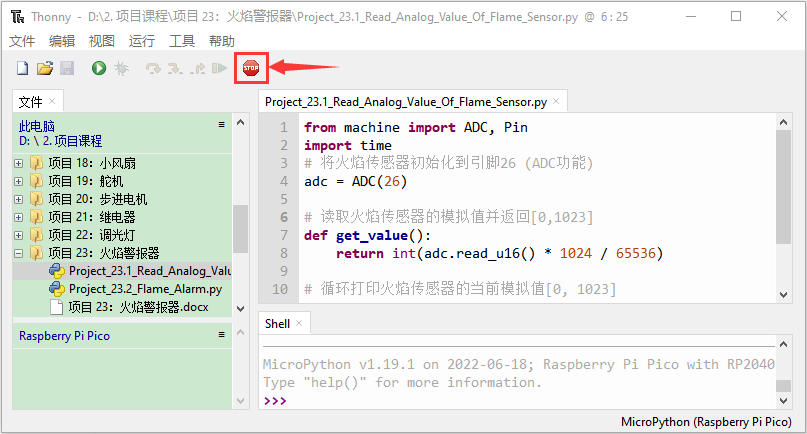 Thonny - D:\2. 项目课程\项目 23：火焰警报器\Project_23.1_Read_Analog_Value_Of_Flame_Sensor.py @ 6:25
文件 编辑 视图 运行 工具 帮助
STOP
文件
此电脑
D: \ 2. 项目课程
项目 18：小风扇
项目 19：舵机
项目 20：步进电机
项目 21：继电器
项目 22：调光灯
项目 23：火焰警报器
Project_23.1_Read_Analog_Valu
Project_23.2_Flame_Alarm.py
项目 23：火焰警报器.docx
Raspberry Pi Pico
Project_23.1_Read_Analog_Value_Of_Flame_Sensor.py
1 from machine import ADC, Pin
2 import time
3 # 将火焰传感器初始化到引脚26 (ADC功能)
4 adc = ADC(26)
5
6 # 读取火焰传感器的模拟值并返回[0,1023]
7 def get_value():
8 return int(adc.read_u16() * 1024 / 65536)
9
10 # 循环打印火焰传感器的当前模拟值[0, 1023]
Shell
MicroPython v1.19.1 on 2022-06-18; Raspberry Pi Pico with RP2040
Type "help()" for more information.
>>>
MicroPython (Raspberry Pi Pico)